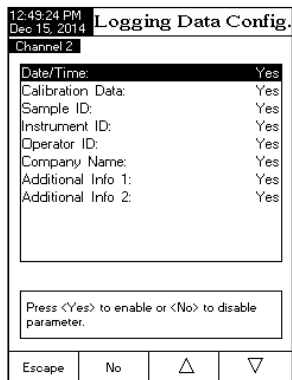 12:49:24 PM
Dec 15, 2014
Logging Data Config.
Channel 2
Date/Time: Yes
Calibration Data: Yes
Sample ID: Yes
Instrument ID: Yes
Operator ID: Yes
Company Name: Yes
Additional Info 1: Yes
Additional Info 2: Yes
Press <Yes> to enable or <No> to disable
parameter.
Escape No △ ▽